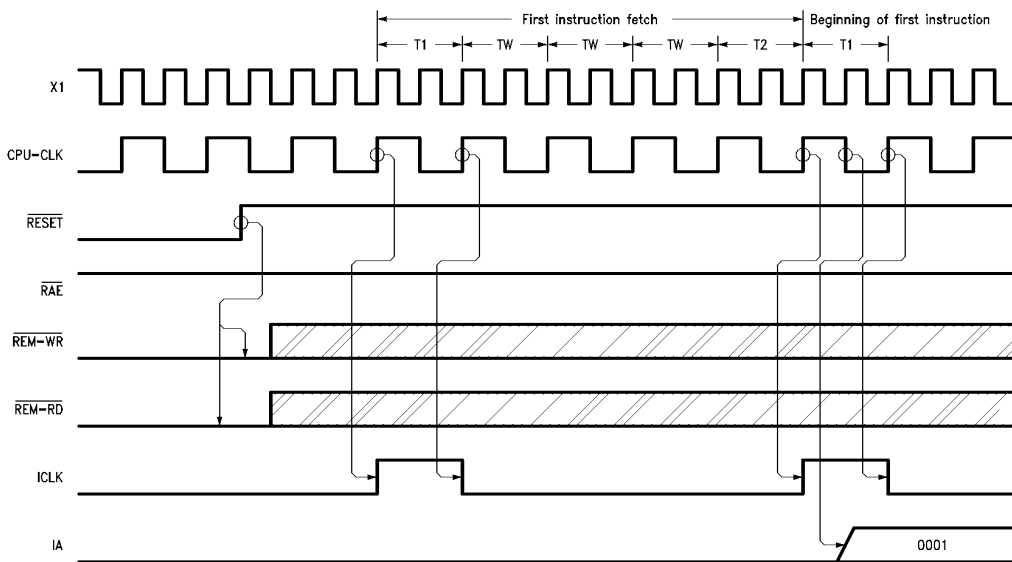 First instruction fetch Beginning of first instruction
T1 TW TW TW T2 T1
X1
CPU-CLK
RESET
RAE
REM-WR
REM-RD
ICLK
IA 0001